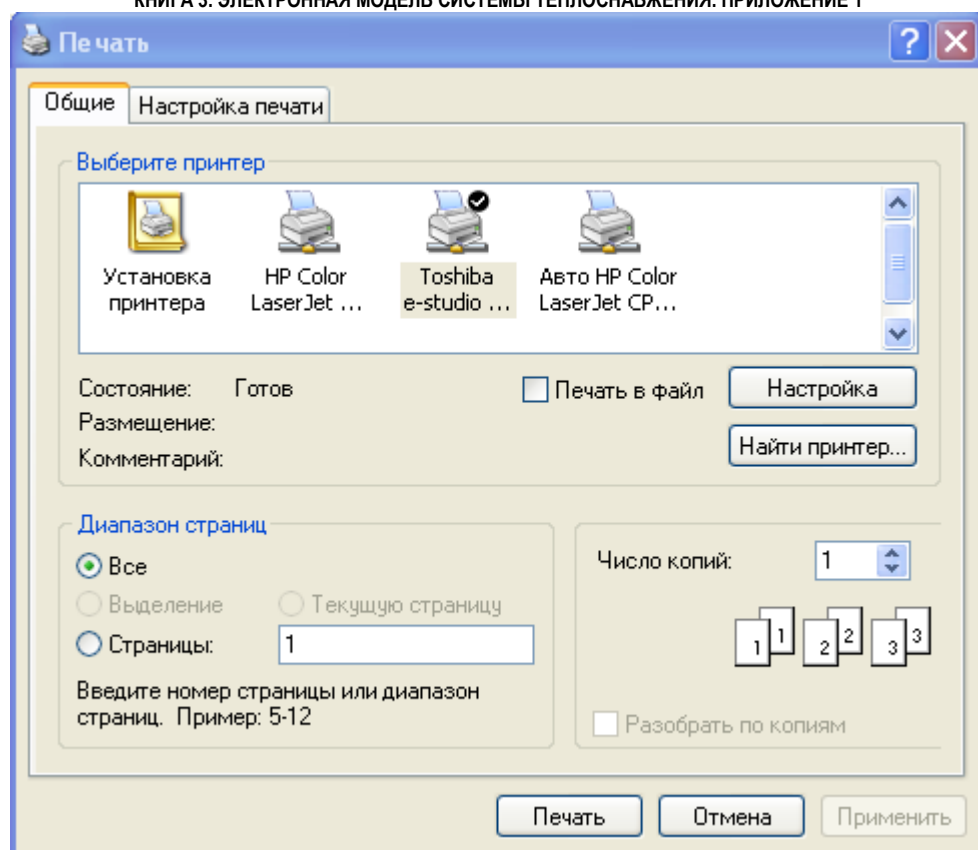 КНИГА 3. ЭЛЕКТРОННАЯ МОДЕЛЬ СИСТЕМЫ ТЕПЛОСНАБЖЕНИЯ. ПРИЛОЖЕНИЕ 1
Печать
Общие Настройка печати
Выберите принтер
Установка принтера
HP Color LaserJet ...
Toshiba e-studio ...
Авто HP Color LaserJet CP...
Состояние: Готов
Печать в файл
Настройка
Размещение:
Найти принтер...
Комментарий:
Диапазон страниц
Все
Выделение Текущую страницу
Страницы: 1
Введите номер страницы или диапазон
страниц. Пример: 5-12
Число копий: 1
1 1 2 2 3 3
Разобрать по копиям
Печать Отмена Применить